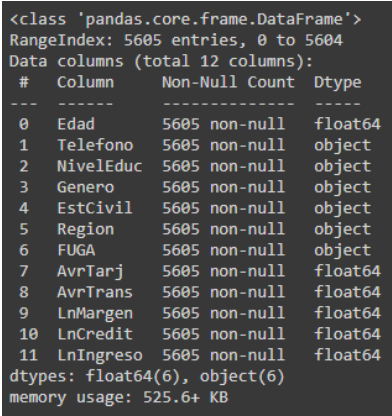 <class 'pandas.core.frame.DataFrame'>
RangeIndex: 5605 entries, 0 to 5604
Data columns (total 12 columns):
 #   Column     Non-Null Count  Dtype
---  ------     --------------  -----
 0   Edad       5605 non-null   float64
 1   Telefono   5605 non-null   object
 2   NivelEduc  5605 non-null   object
 3   Genero     5605 non-null   object
 4   EstCivil   5605 non-null   object
 5   Region     5605 non-null   object
 6   FUGA       5605 non-null   object
 7   AvrTarj    5605 non-null   float64
 8   AvrTrans   5605 non-null   float64
 9   LnMargen   5605 non-null   float64
 10  LnCredit   5605 non-null   float64
 11  LnIngreso  5605 non-null   float64
dtypes: float64(6), object(6)
memory usage: 525.6+ KB